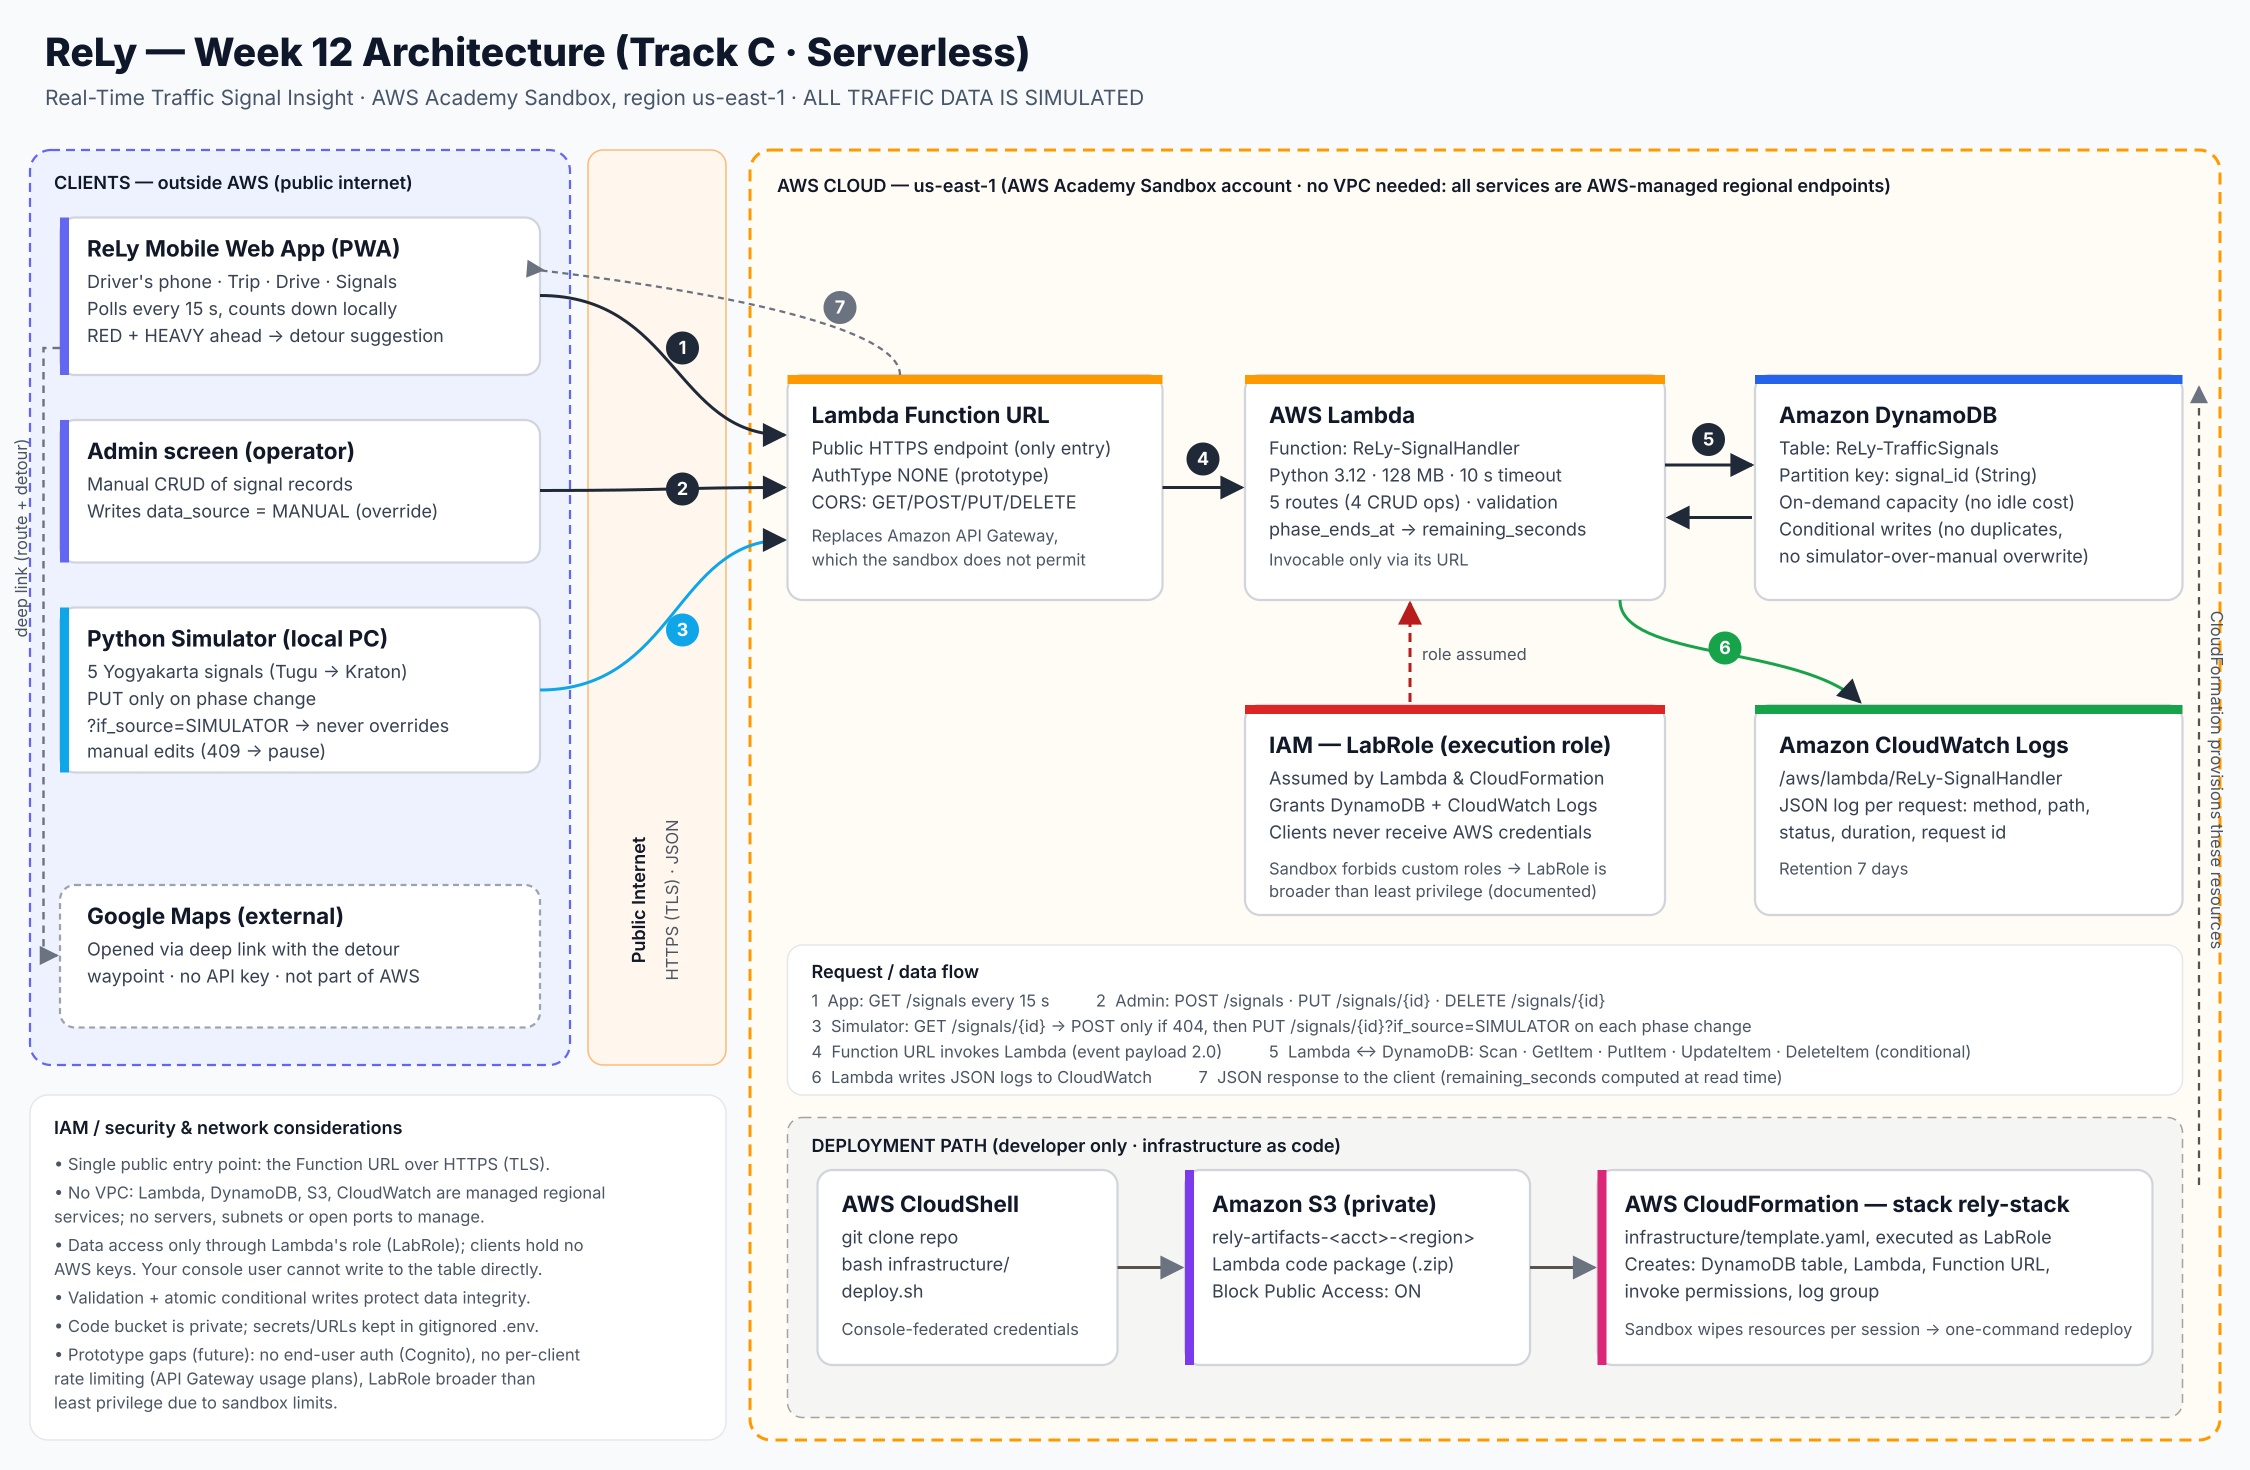 ReLy — Week 12 Architecture (Track C · Serverless)
Real-Time Traffic Signal Insight · AWS Academy Sandbox, region us-east-1 · ALL TRAFFIC DATA IS SIMULATED
CLIENTS — outside AWS (public internet)
ReLy Mobile Web App (PWA)
Driver's phone · Trip · Drive · Signals
Polls every 15 s, counts down locally
RED + HEAVY ahead → detour suggestion
Admin screen (operator)
Manual CRUD of signal records
Writes data_source = MANUAL (override)
Python Simulator (local PC)
5 Yogyakarta signals (Tugu → Kraton)
PUT only on phase change
?if_source=SIMULATOR → never overrides
manual edits (409 → pause)
Google Maps (external)
Opened via deep link with the detour
waypoint · no API key · not part of AWS
deep link (route + detour)
1
2
3
Public Internet
HTTPS (TLS) · JSON
AWS CLOUD — us-east-1 (AWS Academy Sandbox account · no VPC needed: all services are AWS-managed regional endpoints)
7
Lambda Function URL
Public HTTPS endpoint (only entry)
AuthType NONE (prototype)
CORS: GET/POST/PUT/DELETE
Replaces Amazon API Gateway,
which the sandbox does not permit
4
AWS Lambda
Function: ReLy-SignalHandler
Python 3.12 · 128 MB · 10 s timeout
5 routes (4 CRUD ops) · validation
phase_ends_at → remaining_seconds
Invocable only via its URL
5
Amazon DynamoDB
Table: ReLy-TrafficSignals
Partition key: signal_id (String)
On-demand capacity (no idle cost)
Conditional writes (no duplicates,
no simulator-over-manual overwrite)
role assumed
6
IAM — LabRole (execution role)
Assumed by Lambda & CloudFormation
Grants DynamoDB + CloudWatch Logs
Clients never receive AWS credentials
Sandbox forbids custom roles → LabRole is
broader than least privilege (documented)
Amazon CloudWatch Logs
/aws/lambda/ReLy-SignalHandler
JSON log per request: method, path,
status, duration, request id
Retention 7 days
CloudFormation provisions these resources
Request / data flow
1 App: GET /signals every 15 s 2 Admin: POST /signals · PUT /signals/{id} · DELETE /signals/{id}
3 Simulator: GET /signals/{id} → POST only if 404, then PUT /signals/{id}?if_source=SIMULATOR on each phase change
4 Function URL invokes Lambda (event payload 2.0) 5 Lambda ↔ DynamoDB: Scan · GetItem · PutItem · UpdateItem · DeleteItem (conditional)
6 Lambda writes JSON logs to CloudWatch 7 JSON response to the client (remaining_seconds computed at read time)
IAM / security & network considerations
• Single public entry point: the Function URL over HTTPS (TLS).
• No VPC: Lambda, DynamoDB, S3, CloudWatch are managed regional
services; no servers, subnets or open ports to manage.
• Data access only through Lambda's role (LabRole); clients hold no
AWS keys. Your console user cannot write to the table directly.
• Validation + atomic conditional writes protect data integrity.
• Code bucket is private; secrets/URLs kept in gitignored .env.
• Prototype gaps (future): no end-user auth (Cognito), no per-client
rate limiting (API Gateway usage plans), LabRole broader than
least privilege due to sandbox limits.
DEPLOYMENT PATH (developer only · infrastructure as code)
AWS CloudShell
git clone repo
bash infrastructure/
deploy.sh
Console-federated credentials
Amazon S3 (private)
rely-artifacts-<acct>-<region>
Lambda code package (.zip)
Block Public Access: ON
AWS CloudFormation — stack rely-stack
infrastructure/template.yaml, executed as LabRole
Creates: DynamoDB table, Lambda, Function URL,
invoke permissions, log group
Sandbox wipes resources per session → one-command redeploy